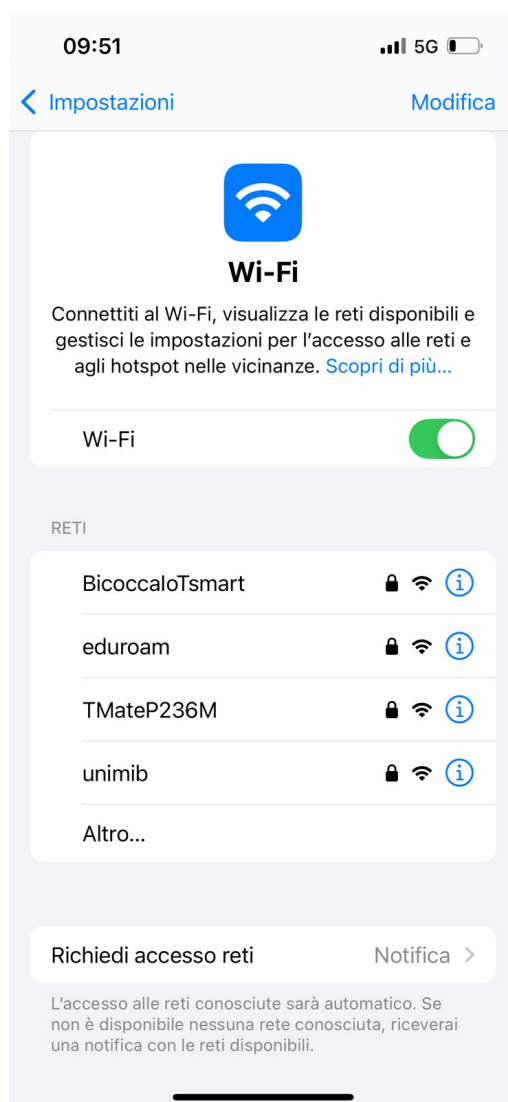 09:51 5G
Impostazioni Modifica
Wi-Fi
Connettiti al Wi-Fi, visualizza le reti disponibili e
gestisci le impostazioni per l'accesso alle reti e
agli hotspot nelle vicinanze. Scopri di più...
Wi-Fi
RETI
BicoccaIoTsmart
eduroam
TMateP236M
unimib
Altro...
Richiedi accesso reti Notifica
L'accesso alle reti conosciute sarà automatico. Se
non è disponibile nessuna rete conosciuta, riceverai
una notifica con le reti disponibili.